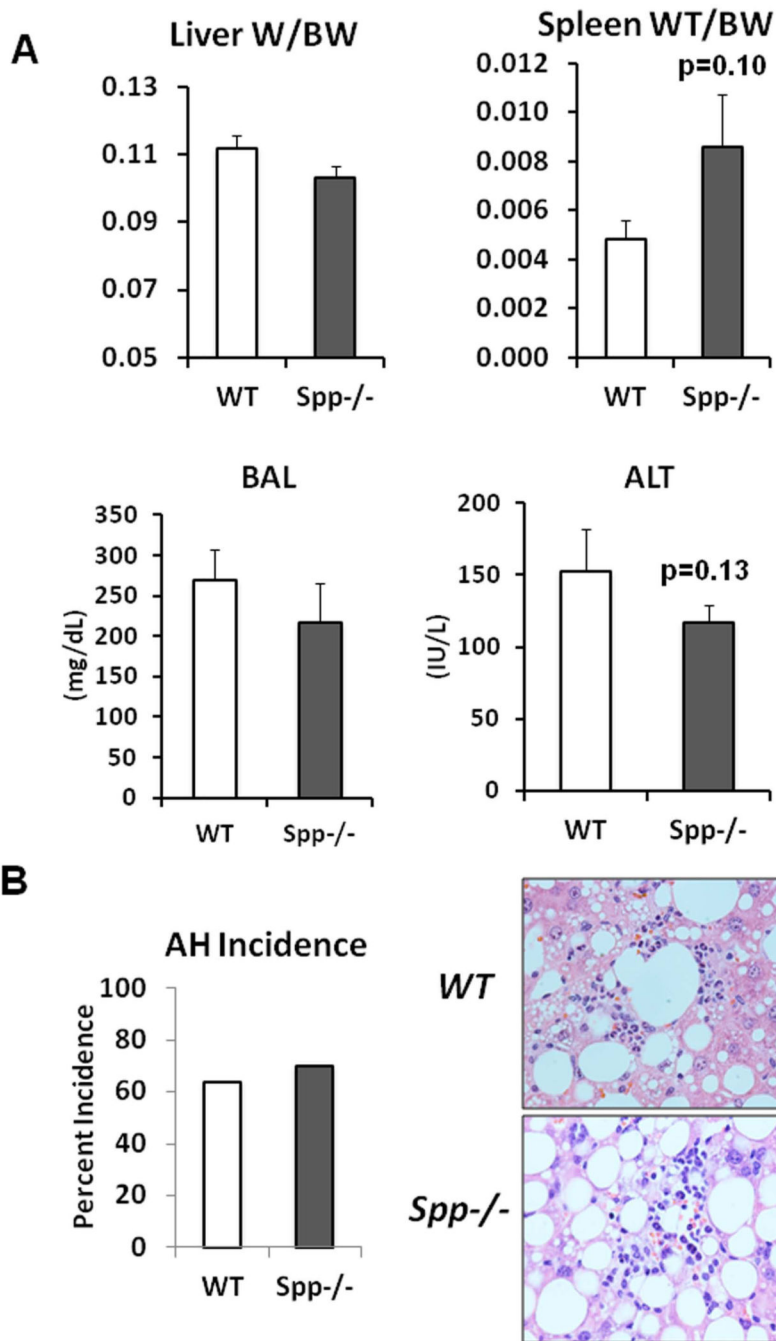 A
Liver W/BW
0.13
0.11
0.09
0.07
0.05
WT
Spp-/-
Spleen WT/BW
p=0.10
0.012
0.010
0.008
0.006
0.004
0.002
0.000
WT
Spp-/-
BAL
(mg/dL)
350
300
250
200
150
100
50
0
WT
Spp-/-
ALT
p=0.13
(IU/L)
200
150
100
50
0
WT
Spp-/-
B
AH Incidence
Percent Incidence
100
80
60
40
20
0
WT
Spp-/-
WT
Spp-/-